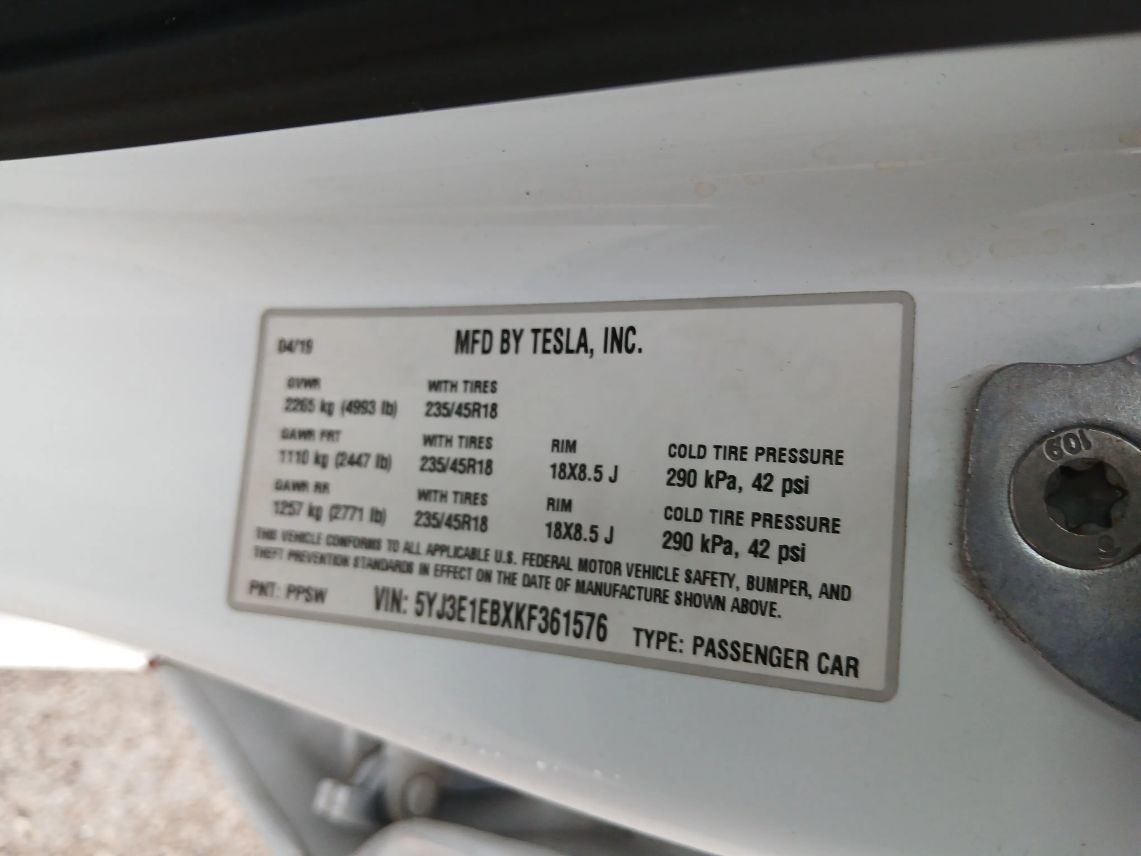 04/19
MFD BY TESLA, INC.
GVWR
WITH TIRES
2265 kg (4993 lb)
235/45R18
GAWR FRT
WITH TIRES
RIM
COLD TIRE PRESSURE
1110 kg (2447 lb)
235/45R18
18X8.5 J
290 kPa, 42 psi
GAWR RR
WITH TIRES
RIM
COLD TIRE PRESSURE
1257 kg (2771 lb)
235/45R18
18X8.5 J
290 kPa, 42 psi
THIS VEHICLE CONFORMS TO ALL APPLICABLE U.S. FEDERAL MOTOR VEHICLE SAFETY, BUMPER, AND
THEFT PREVENTION STANDARDS IN EFFECT ON THE DATE OF MANUFACTURE SHOWN ABOVE.
PNT: PPSW
VIN: 5YJ3E1EBXKF361576
TYPE: PASSENGER CAR